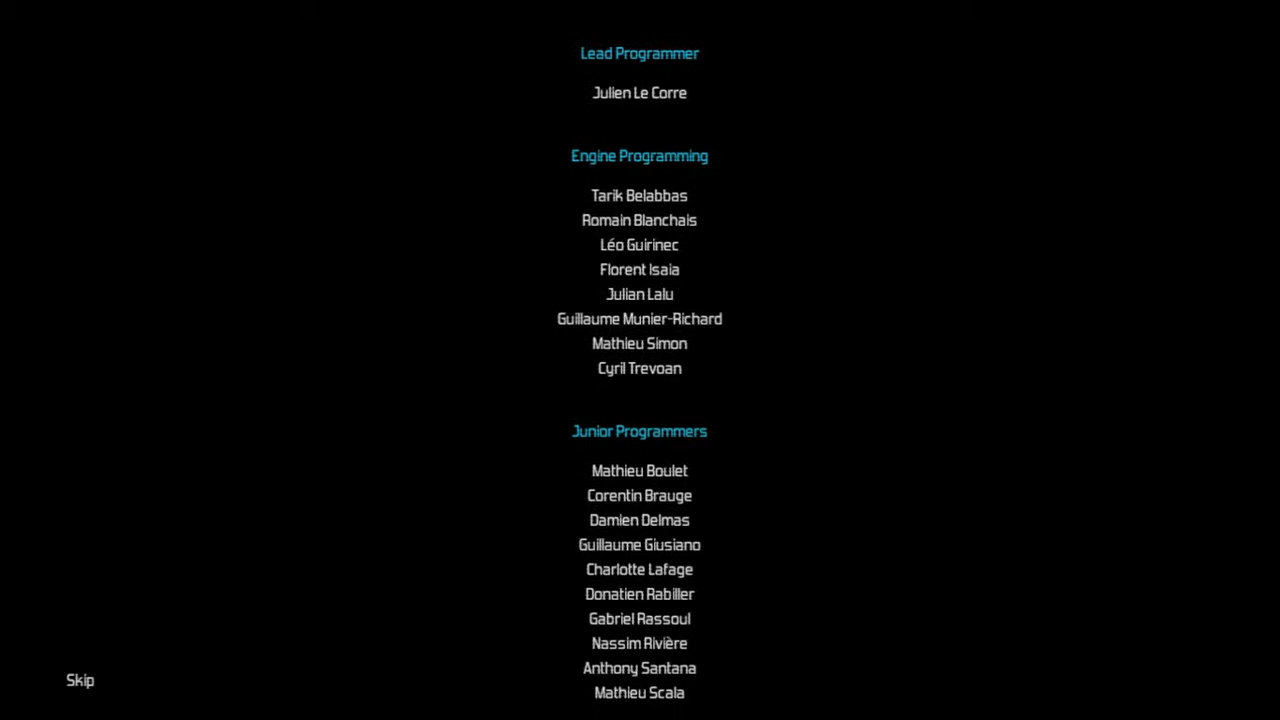 Lead Programmer
Julien Le Corre
Engine Programming
Tarik Belabbas
Romain Blanchais
Léo Guirinec
Florent Isaia
Julian Lalu
Guillaume Munier-Richard
Mathieu Simon
Cyril Trevoan
Junior Programmers
Mathieu Boulet
Corentin Brauge
Damien Delmas
Guillaume Giusiano
Charlotte Lafage
Donatien Rabiller
Gabriel Rassoul
Nassim Rivière
Anthony Santana
Mathieu Scala
Skip